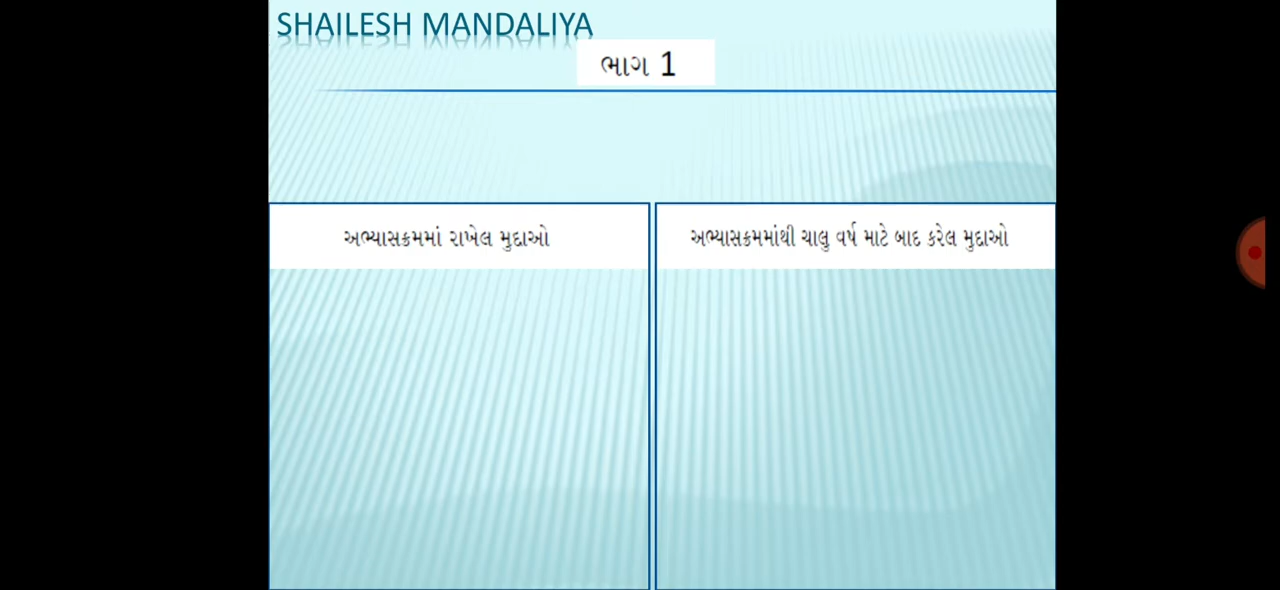 SHAILESH MANDALIYA
ભાગ 1
અભ્યાસક્રમમાં રાખેલ મુદ્દાઓ
અભ્યાસક્રમમાંથી ચાલુ વર્ષ માટે બાદ કરેલ મુદ્દાઓ